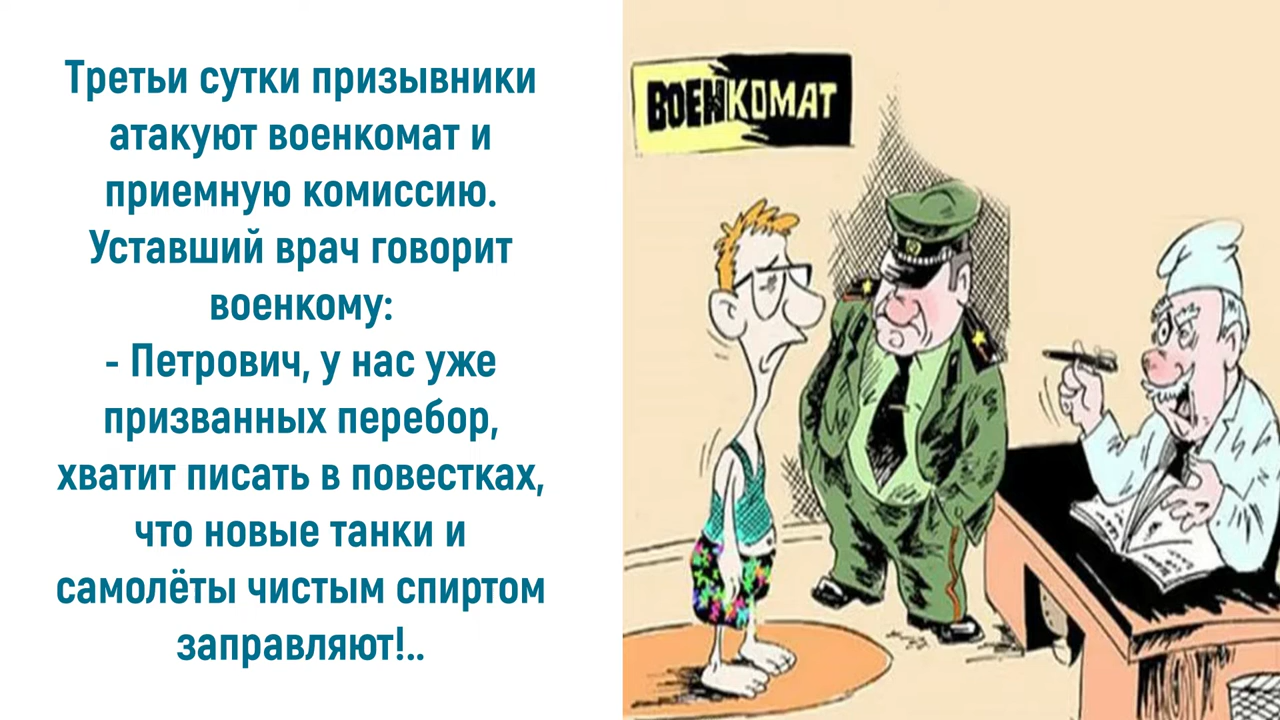 Третьи сутки призывники
атакуют военкомат и
приемную комиссию.
Уставший врач говорит
военкому:
- Петрович, у нас уже
призванных перебор,
хватит писать в повестках,
что новые танки и
самолёты чистым спиртом
заправляют!..
ВОЕНКОМАТ